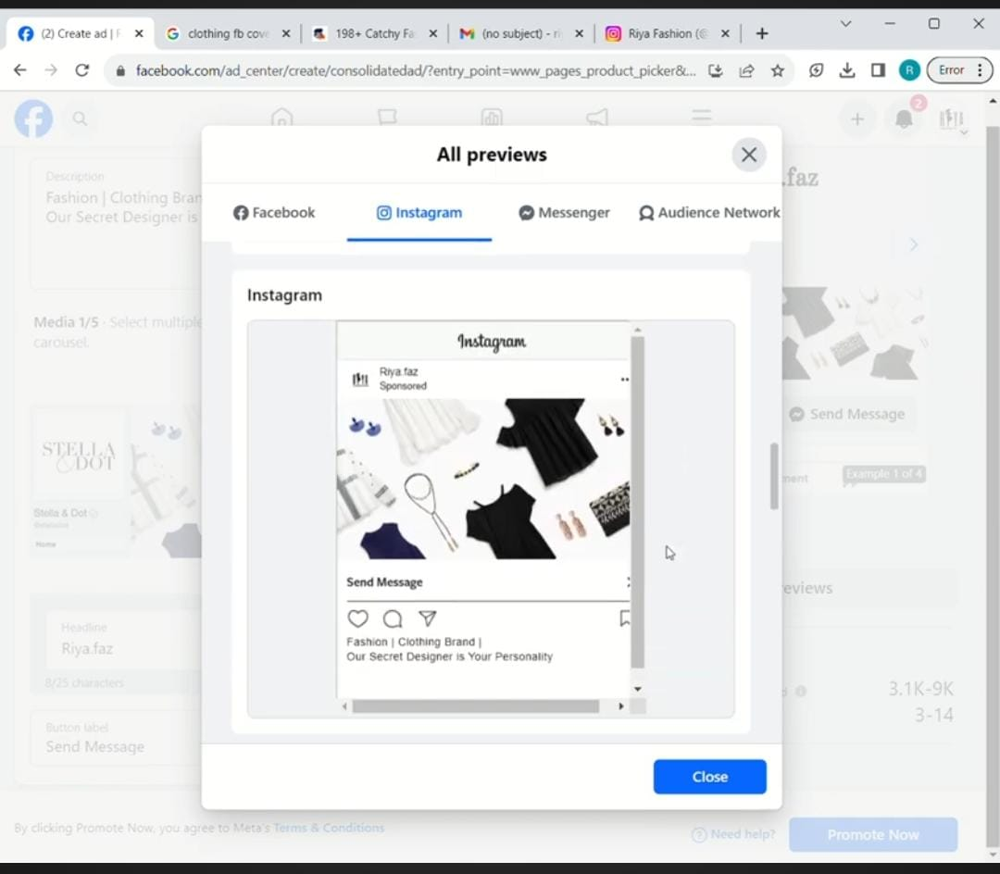 (2) Create ad | F
clothing fb cove
198+ Catchy Fa
(no subject) - ri
Riya Fashion (@
facebook.com/ad_center/create/consolidatedad/?entry_point=www_pages_product_picker&...
R
Error
2
All previews
.faz
Facebook
Instagram
Messenger
Audience Network
Description
Fashion | Clothing Bran
Our Secret Designer is
Instagram
Media 1/5 · Select multiple
carousel.
Instagram
Riya.faz
Sponsored
Send Message
STELLA
& DOT
ment
Example 1 of 4
Stella & Dot
Home
Send Message
eviews
Fashion | Clothing Brand |
Our Secret Designer is Your Personality
Headline
Riya.faz
8/25 characters
3.1K-9K
3-14
Button label
Send Message
Close
By clicking Promote Now, you agree to Meta's Terms & Conditions
Need help?
Promote Now